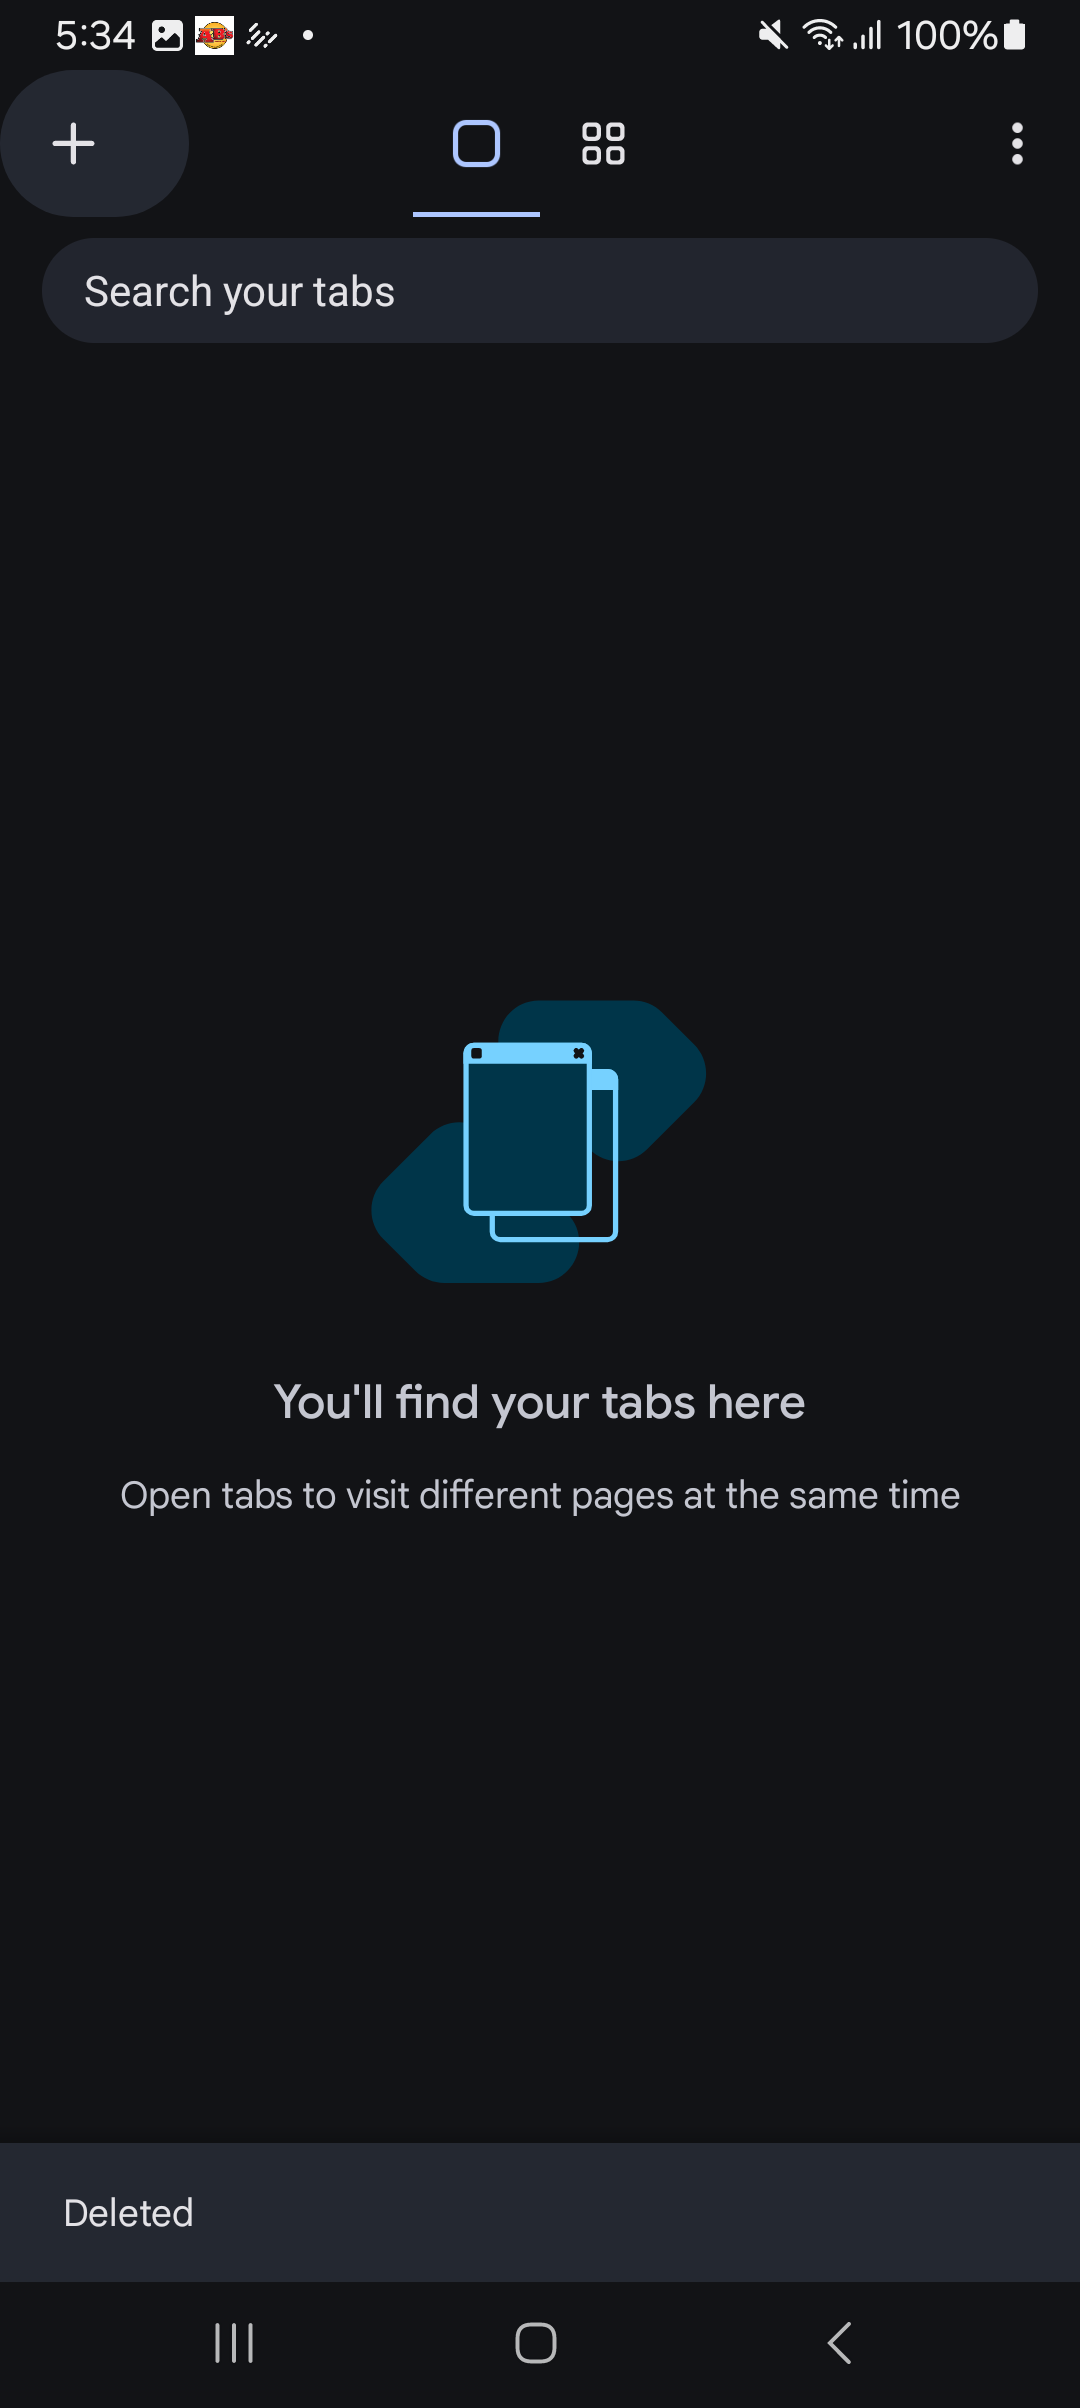 5:34
100%
Search your tabs
You'll find your tabs here
Open tabs to visit different pages at the same time
Deleted